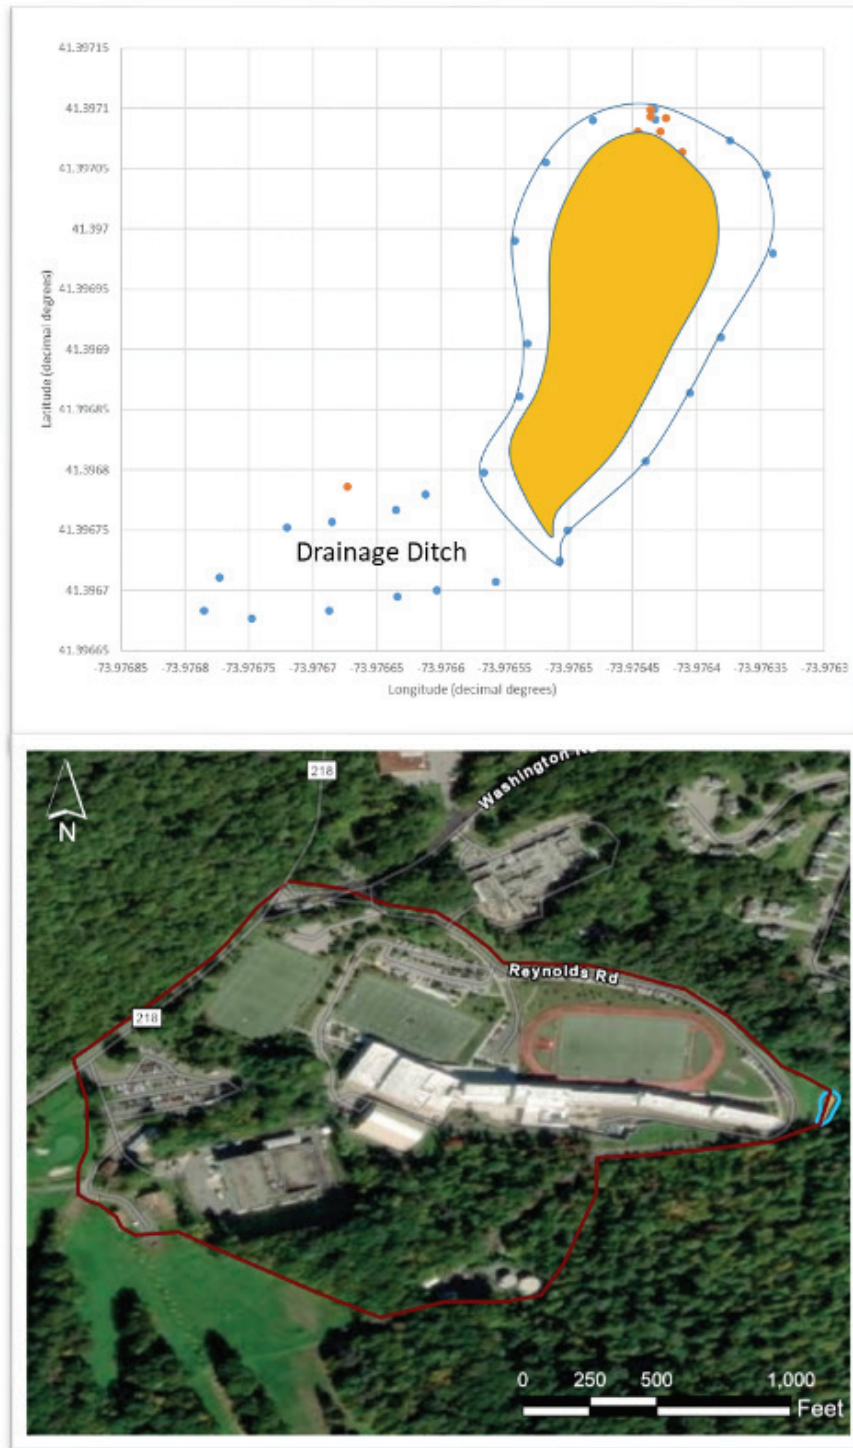 41.39715
41.3971
41.39705
41.397
41.39695
41.3969
41.39685
41.3968
41.39675
41.3967
41.39665
Latitude (decimal degrees)
Drainage Ditch
-73.97685 -73.9768 -73.97675 -73.9767 -73.97665 -73.9766 -73.97655 -73.9765 -73.97645 -73.9764 -73.97635 -73.9763
Longitude (decimal degrees)
218
Washington
N
Reynolds Rd
218
0 250 500 1,000
Feet